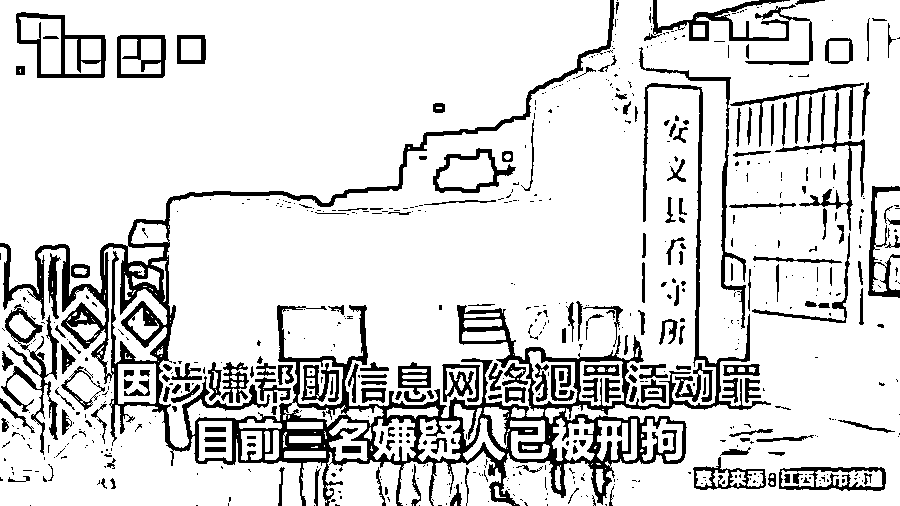 安义县看守所
因涉嫌帮助信息网络犯罪活动罪
目前三名嫌疑人已被刑拘
素材来源：江西都市频道